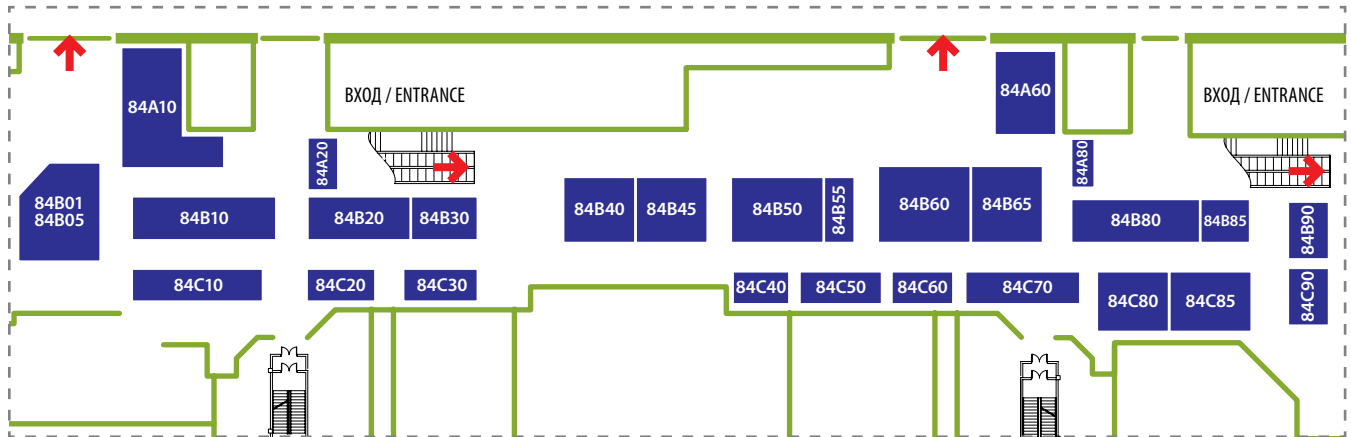 ВХОД / ENTRANCE
ВХОД / ENTRANCE
84A10
84A60
84A20
84A80
84B01
84B05
84B10
84B20
84B30
84B40
84B45
84B50
84B55
84B60
84B65
84B80
84B85
84B90
84C10
84C20
84C30
84C40
84C50
84C60
84C70
84C80
84C85
84C90